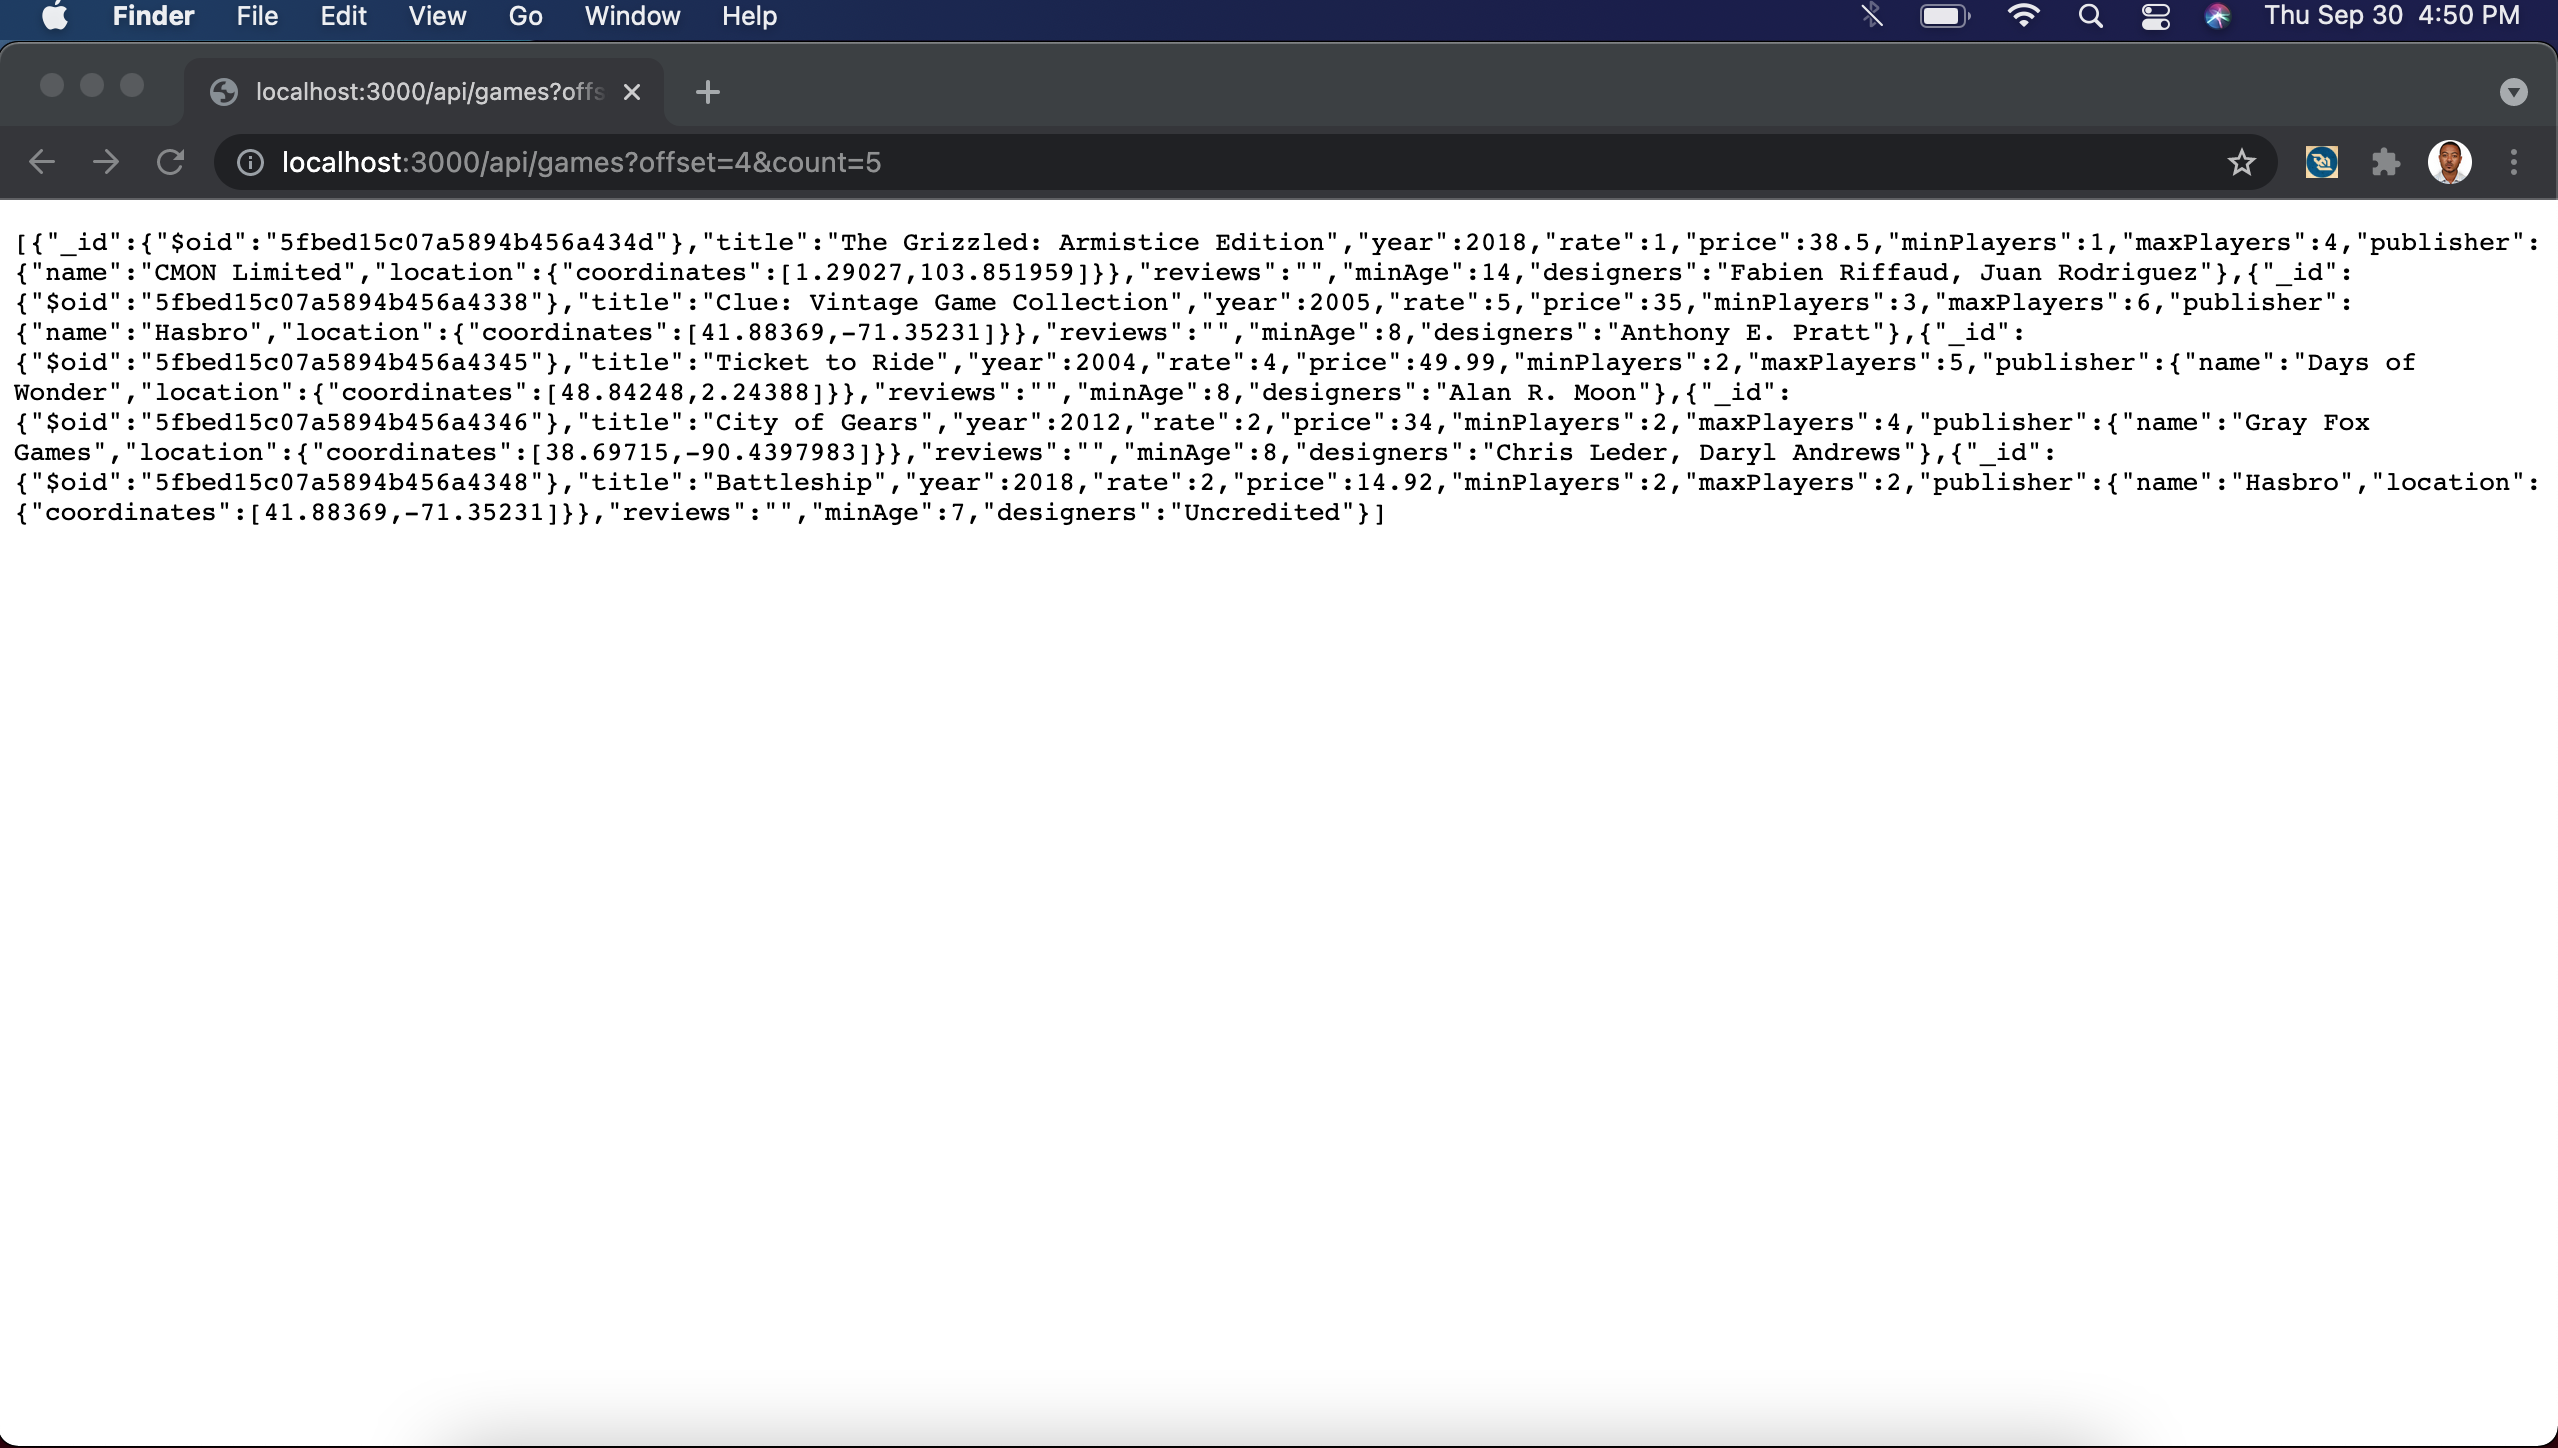 Finder File Edit View Go Window Help Thu Sep 30 4:50 PM
localhost:3000/api/games?offs
localhost:3000/api/games?offset=4&count=5
[{"_id":{"$oid":"5fbed15c07a5894b456a434d"},"title":"The Grizzled: Armistice Edition","year":2018,"rate":1,"price":38.5,"minPlayers":1,"maxPlayers":4,"publisher":
{"name":"CMON Limited","location":{"coordinates":[1.29027,103.851959]}},"reviews":"","minAge":14,"designers":"Fabien Riffaud, Juan Rodriguez"},{"_id":
{"$oid":"5fbed15c07a5894b456a4338"},"title":"Clue: Vintage Game Collection","year":2005,"rate":5,"price":35,"minPlayers":3,"maxPlayers":6,"publisher":
{"name":"Hasbro","location":{"coordinates":[41.88369,-71.35231]}},"reviews":"","minAge":8,"designers":"Anthony E. Pratt"},{"_id":
{"$oid":"5fbed15c07a5894b456a4345"},"title":"Ticket to Ride","year":2004,"rate":4,"price":49.99,"minPlayers":2,"maxPlayers":5,"publisher":{"name":"Days of
Wonder","location":{"coordinates":[48.84248,2.24388]}},"reviews":"","minAge":8,"designers":"Alan R. Moon"},{"_id":
{"$oid":"5fbed15c07a5894b456a4346"},"title":"City of Gears","year":2012,"rate":2,"price":34,"minPlayers":2,"maxPlayers":4,"publisher":{"name":"Gray Fox
Games","location":{"coordinates":[38.69715,-90.4397983]}},"reviews":"","minAge":8,"designers":"Chris Leder, Daryl Andrews"},{"_id":
{"$oid":"5fbed15c07a5894b456a4348"},"title":"Battleship","year":2018,"rate":2,"price":14.92,"minPlayers":2,"maxPlayers":2,"publisher":{"name":"Hasbro","location":
{"coordinates":[41.88369,-71.35231]}},"reviews":"","minAge":7,"designers":"Uncredited"}]